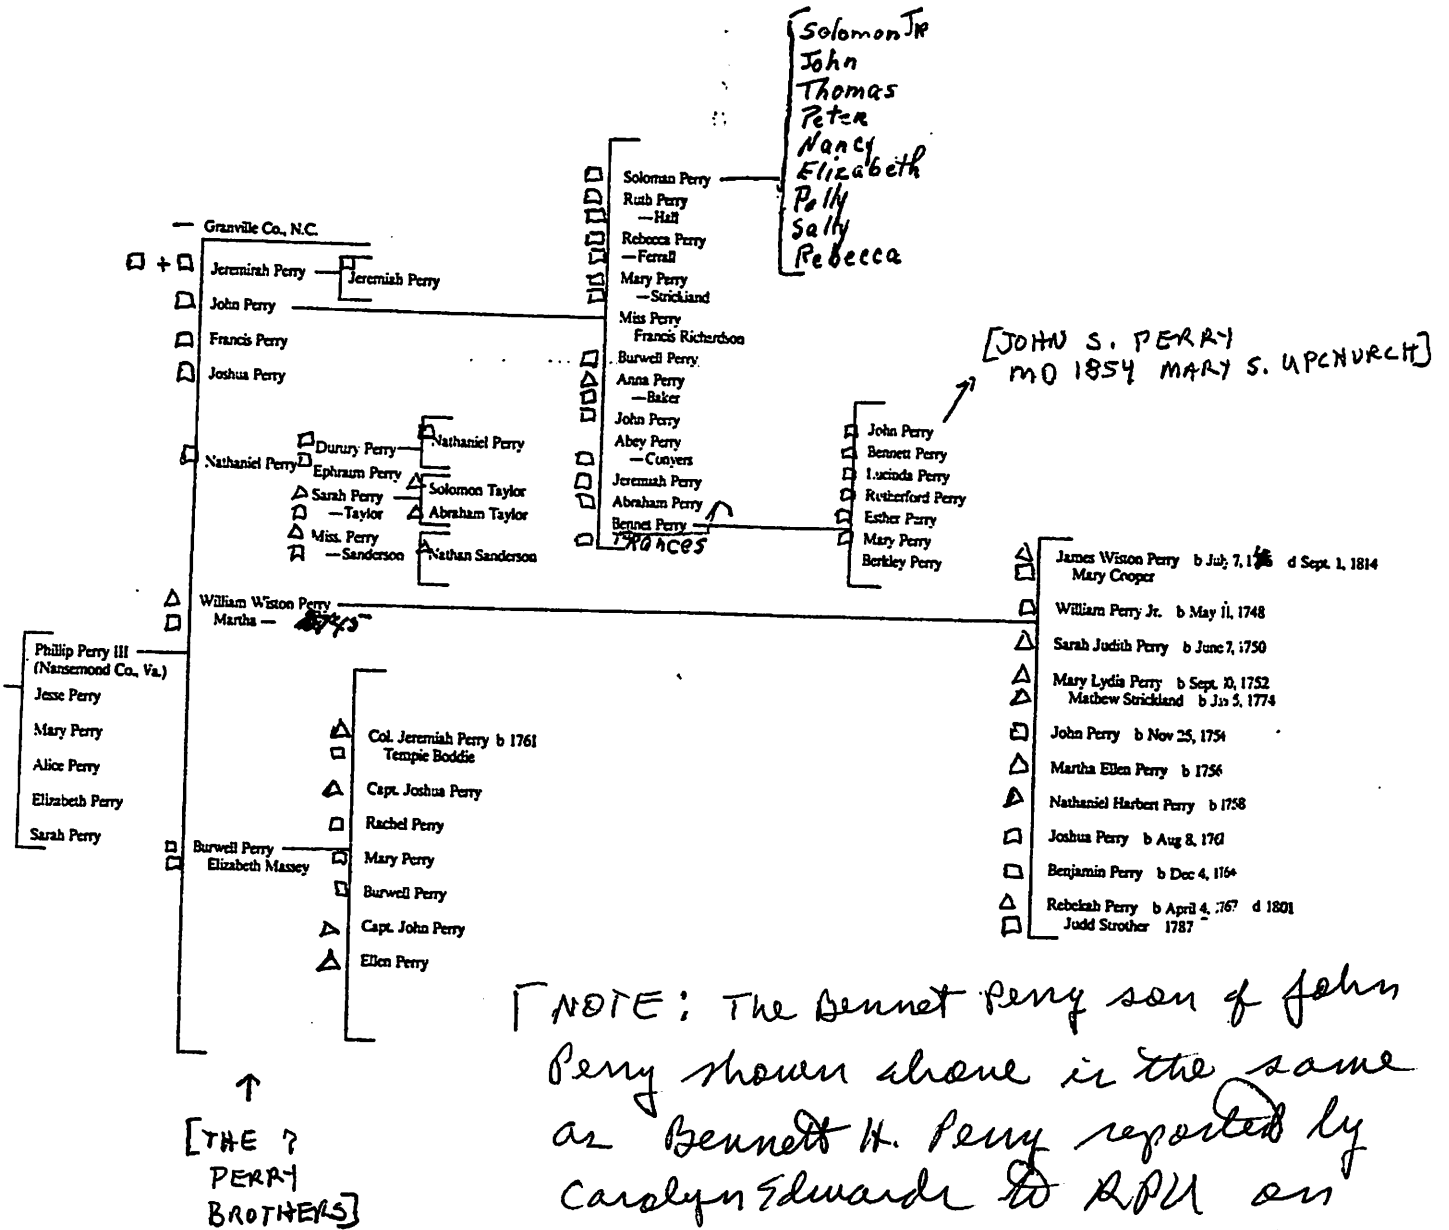 Solomon JR
John
Thomas
Peter
Nancy
Elizabeth
Polly
Sally
Rebecca
Soloman Perry
Ruth Perry
—Hall
Rebecca Perry
—Ferrall
Mary Perry
—Strickland
Miss Perry
Francis Richardson
Burwell Perry
Anna Perry
—Baker
John Perry
Abey Perry
—Conyers
Jeremiah Perry
Abraham Perry
Bennet Perry
Frances
— Granville Co., N.C.
+
Jeremirah Perry
Jeremiah Perry
John Perry
Francis Perry
Joshua Perry
Nathaniel Perry
Durury Perry
Nathaniel Perry
Ephraum Perry
Sarah Perry
—Taylor
Solomon Taylor
Abraham Taylor
Miss. Perry
—Sanderson
Nathan Sanderson
William Wiston Perry
Martha —
[JOHN S. PERRY
MD 1854 MARY S. UPCHURCH]
John Perry
Bennett Perry
Lucinda Perry
Rutherford Perry
Esther Perry
Mary Perry
Berkley Perry
James Wiston Perry b July 7, d Sept. 1, 1814
Mary Cooper
William Perry Jr. b May 11, 1748
Sarah Judith Perry b June 7, 1750
Mary Lydia Perry b Sept. 10, 1752
Mathew Strickland b 5, 1774
John Perry b Nov 25, 1754
Martha Ellen Perry b 1756
Nathaniel Harbert Perry b 1758
Joshua Perry b Aug 8,
Benjamin Perry b Dec 4, 1764
Rebekah Perry b April 4, 1767 d 1801
Judd Strother 1787
Phillip Perry III
(Nansemond Co., Va.)
Jesse Perry
Mary Perry
Alice Perry
Elizabeth Perry
Sarah Perry
Burwell Perry
Elizabeth Massey
Col. Jeremiah Perry b 1761
Tempie Boddie
Capt. Joshua Perry
Rachel Perry
Mary Perry
Burwell Perry
Capt. John Perry
Ellen Perry
[THE 7
PERRY
BROTHERS]
NOTE: The Bennet Perry son of John
Perry shown above is the same
as Bennett H. Perry reported by
Carolyn Edwards to RPU on